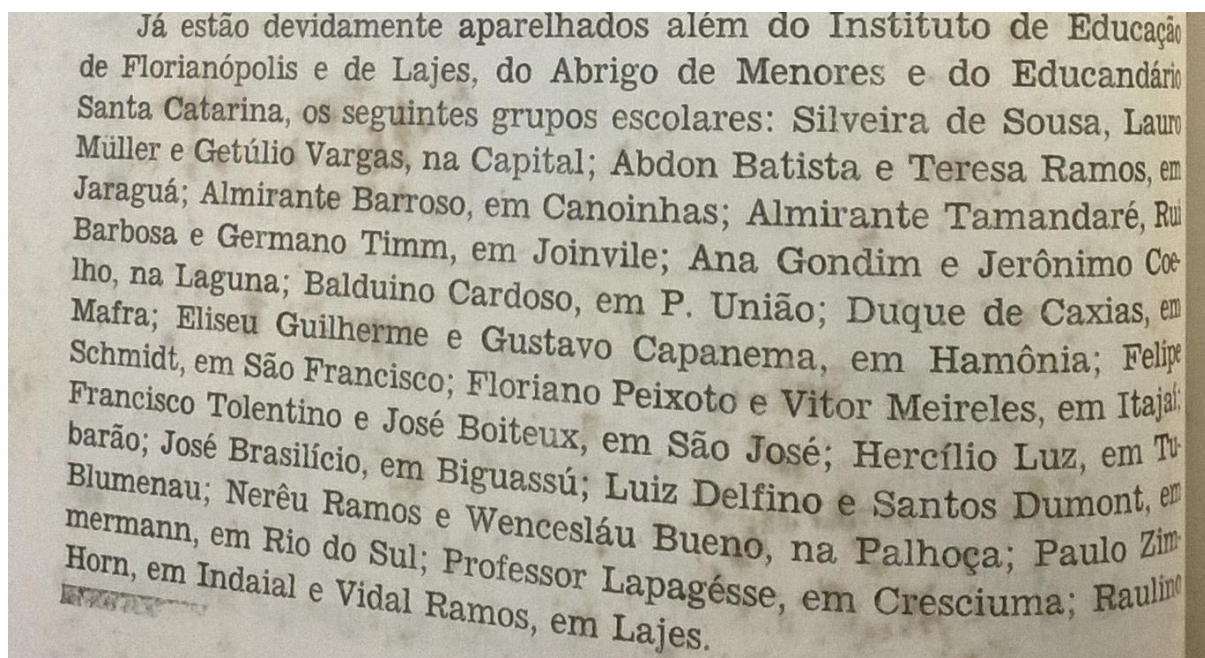 Já estão devidamente aparelhados além do Instituto de Educação
de Florianópolis e de Lajes, do Abrigo de Menores e do Educandário
Santa Catarina, os seguintes grupos escolares: Silveira de Sousa, Lauro
Müller e Getúlio Vargas, na Capital; Abdon Batista e Teresa Ramos, em
Jaraguá; Almirante Barroso, em Canoinhas; Almirante Tamandaré, Rui
Barbosa e Germano Timm, em Joinvile; Ana Gondim e Jerônimo Coe-
lho, na Laguna; Balduino Cardoso, em P. União; Duque de Caxias, em
Mafra; Eliseu Guilherme e Gustavo Capanema, em Hamônia; Felipe
Schmidt, em São Francisco; Floriano Peixoto e Vitor Meireles, em Itajaí;
Francisco Tolentino e José Boiteux, em São José; Hercílio Luz, em Tu-
barão; José Brasilício, em Biguassú; Luiz Delfino e Santos Dumont, em
Blumenau; Nerêu Ramos e Wencesláu Bueno, na Palhoça; Paulo Zim-
mermann, em Rio do Sul; Professor Lapagésse, em Cresciuma; Raulino
Horn, em Indaial e Vidal Ramos, em Lajes.